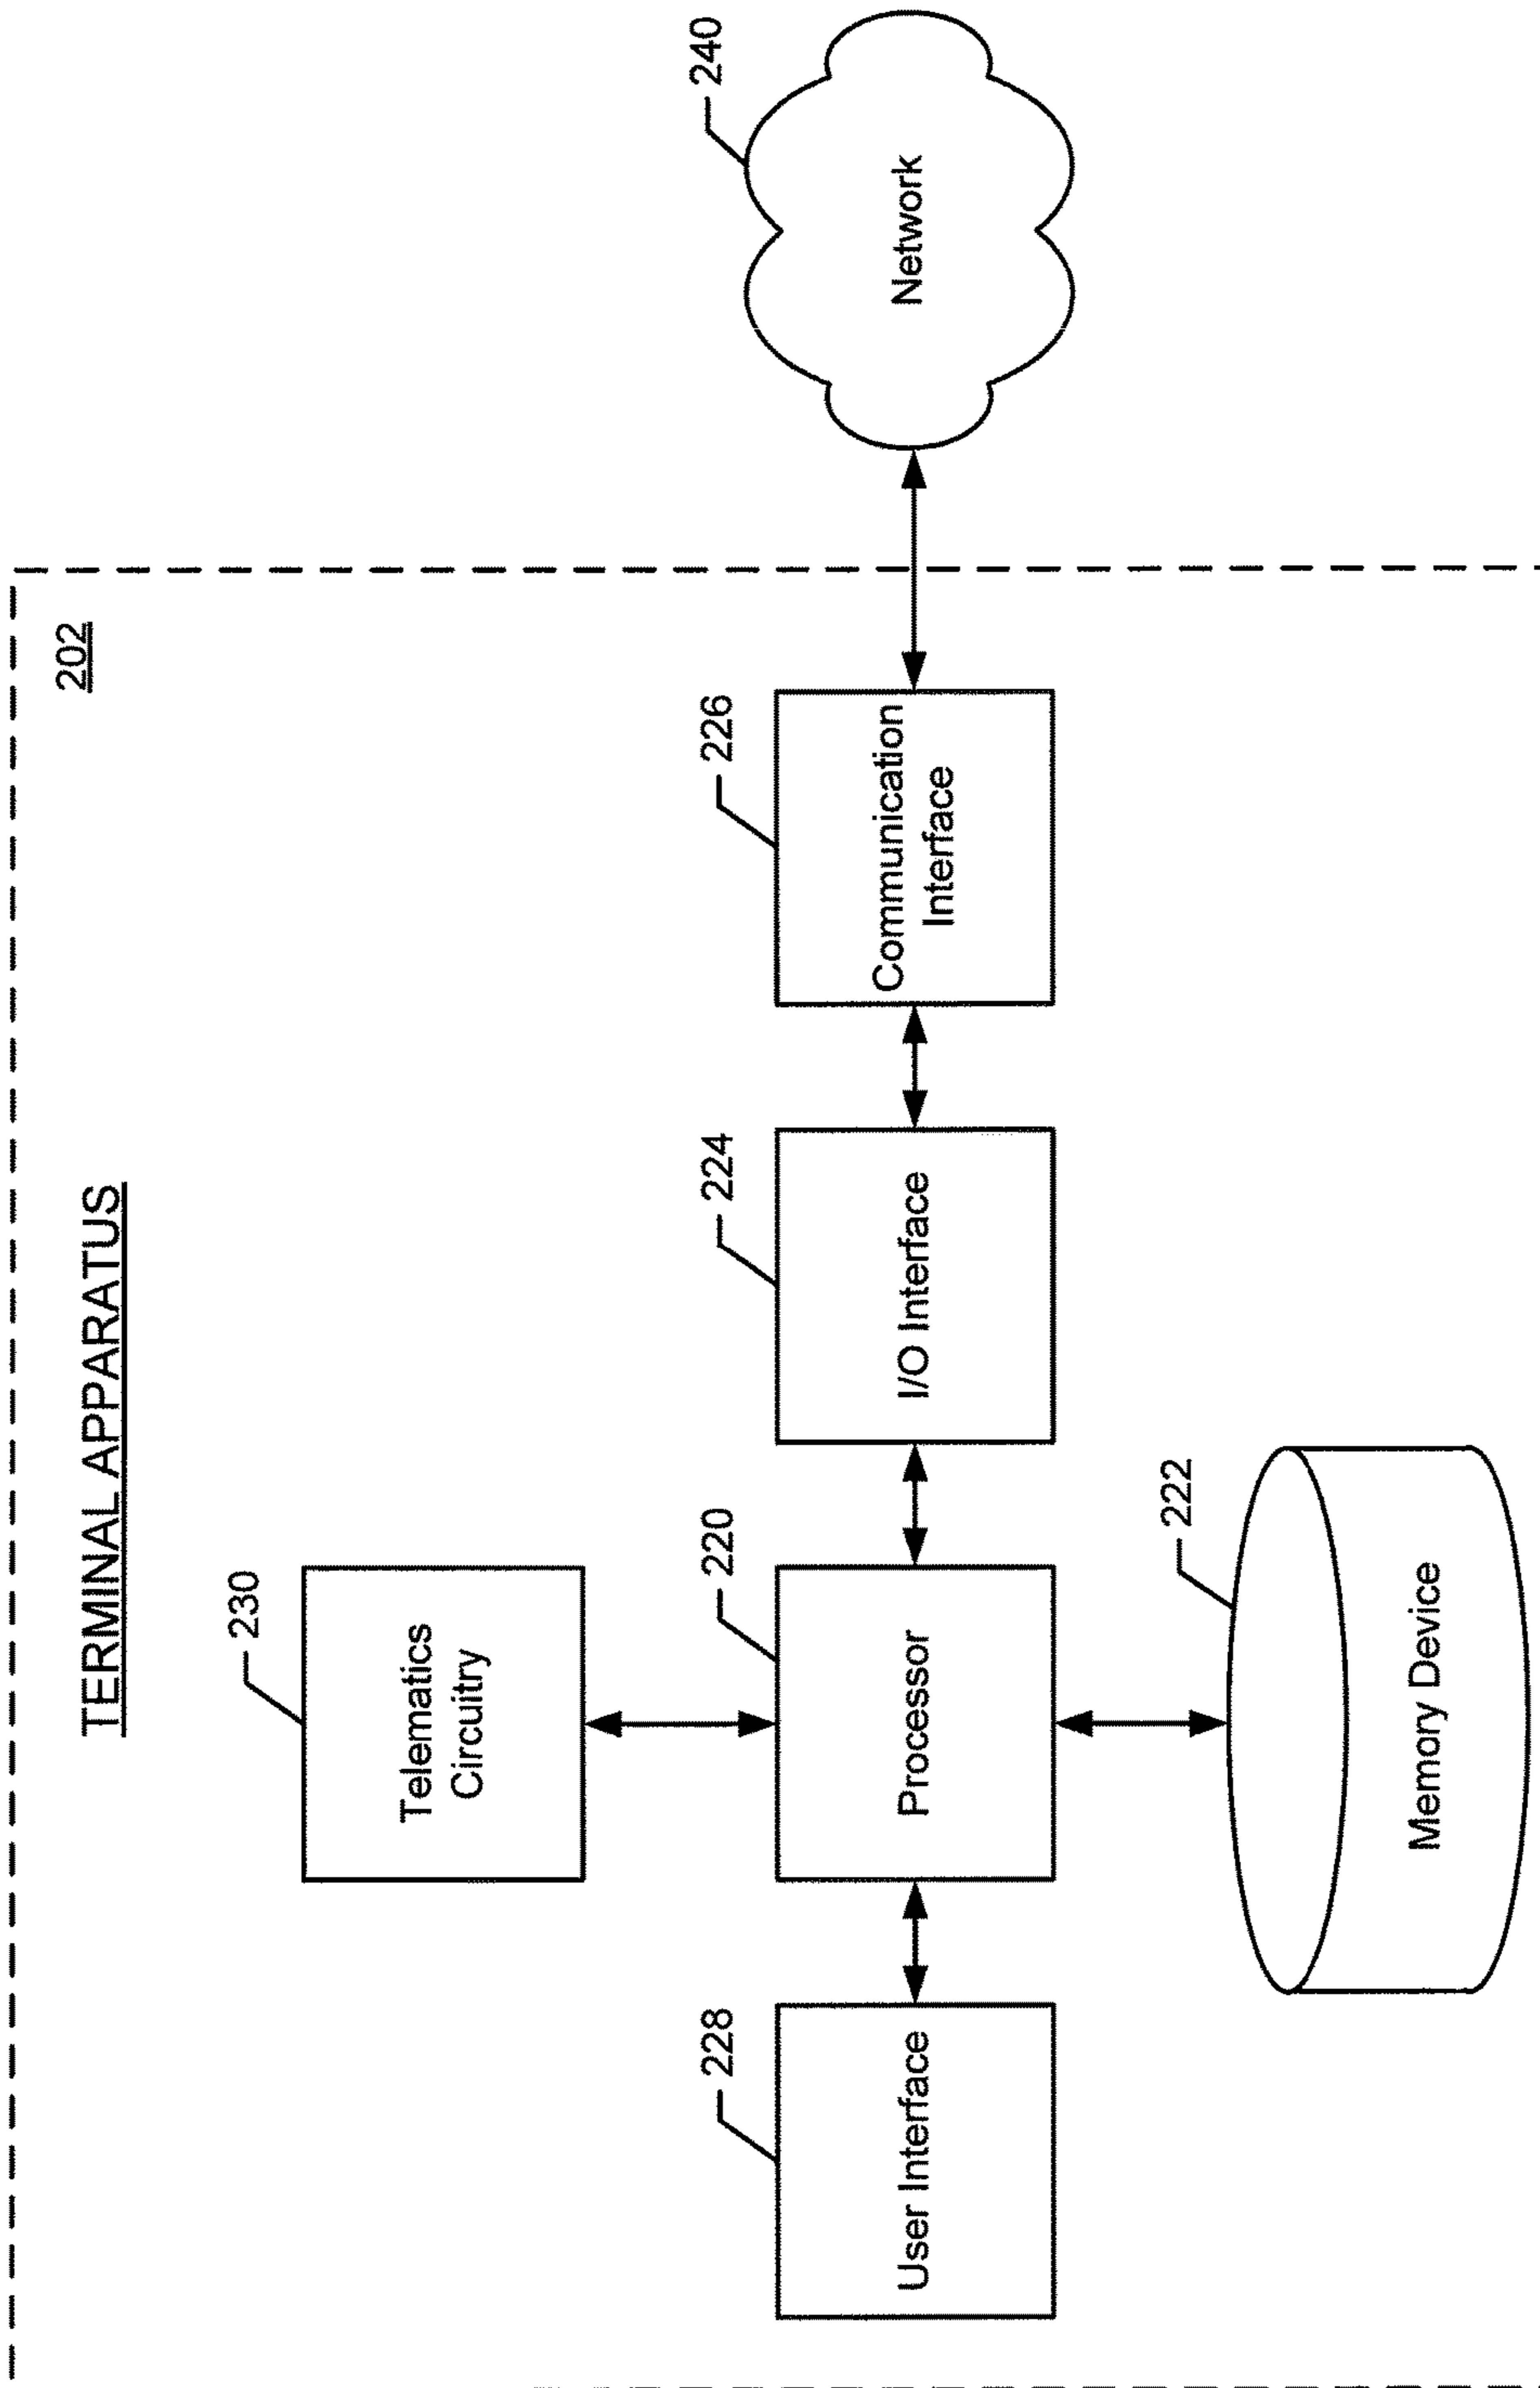 TERMINAL APPARATUS
202
230
Telematics
Circuitry
228
User Interface
220
Processor
224
I/O Interface
226
Communication
Interface
240
Network
222
Memory Device